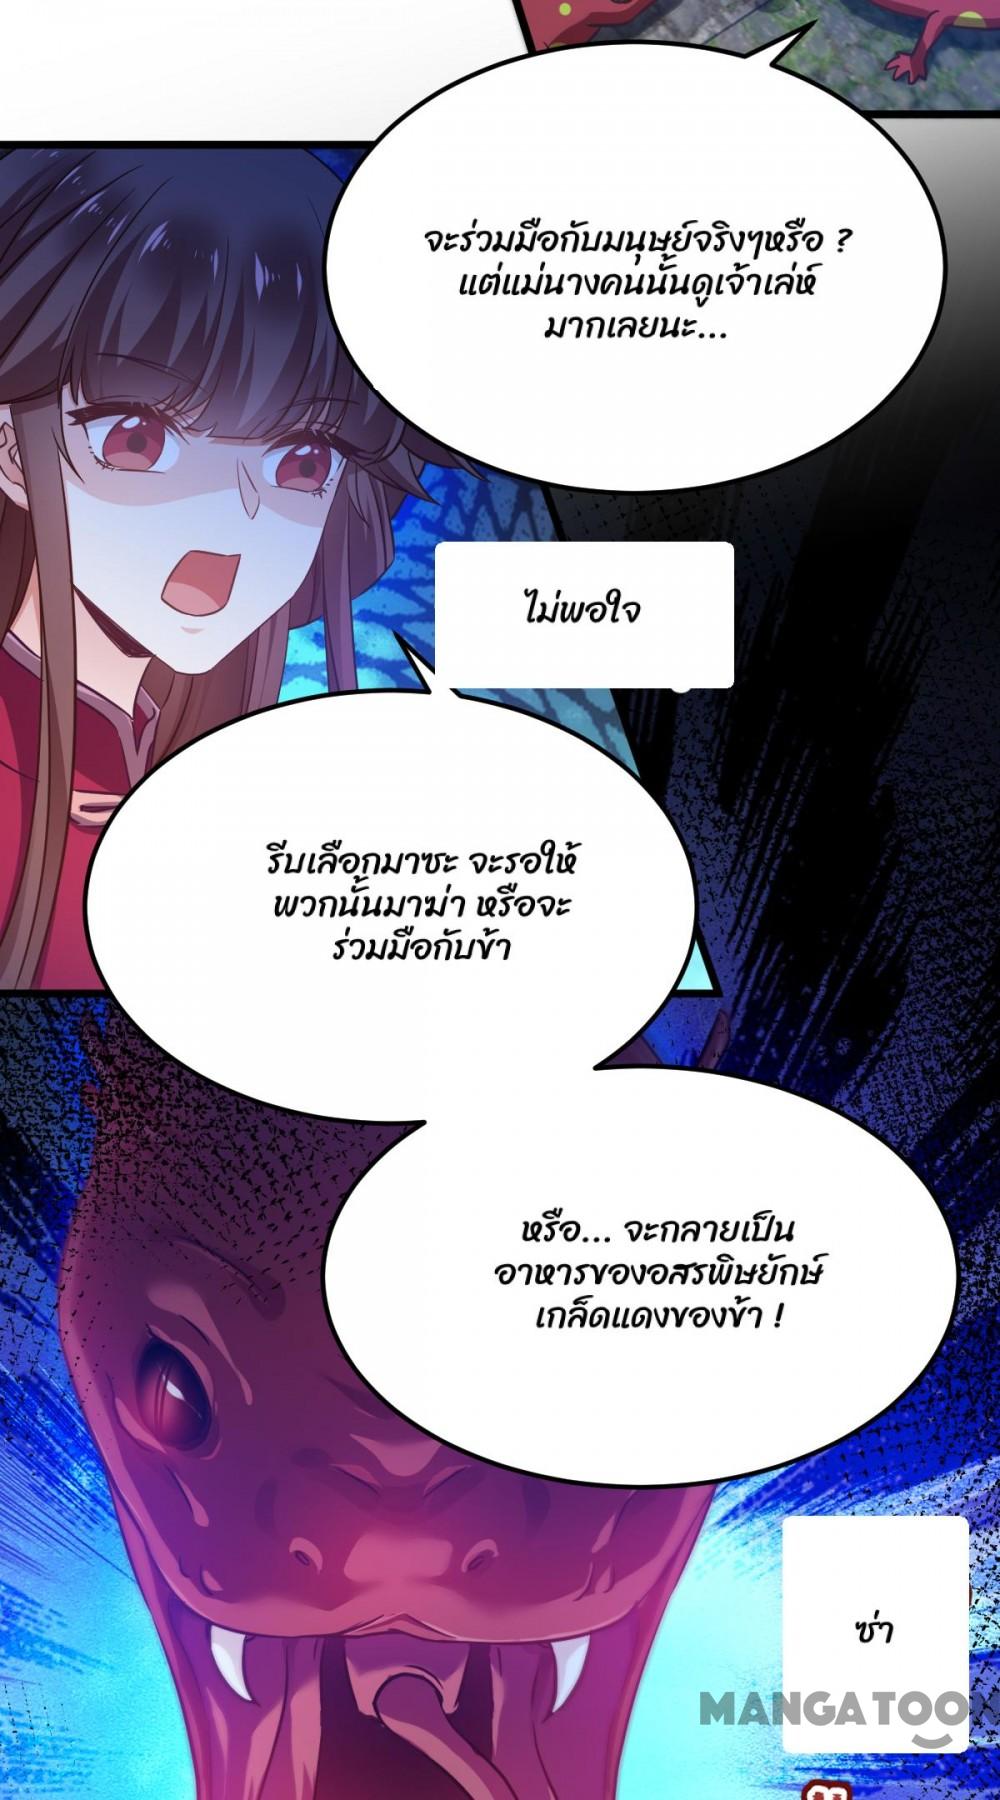 จะร่วมมือกับมนุษย์จริงๆหรือ ?
แต่แม่นางคนนั้นดูเจ้าเล่ห์
มากเลยนะ...
ไม่พอใจ
รีบเลือกมาซะ จะรอให้
พวกนั้นมาฆ่า หรือจะ
ร่วมมือกับข้า
หรือ... จะกลายเป็น
อาหารของอสรพิษยักษ์
เกล็ดแดงของข้า !
ซ่า
MANGATOON